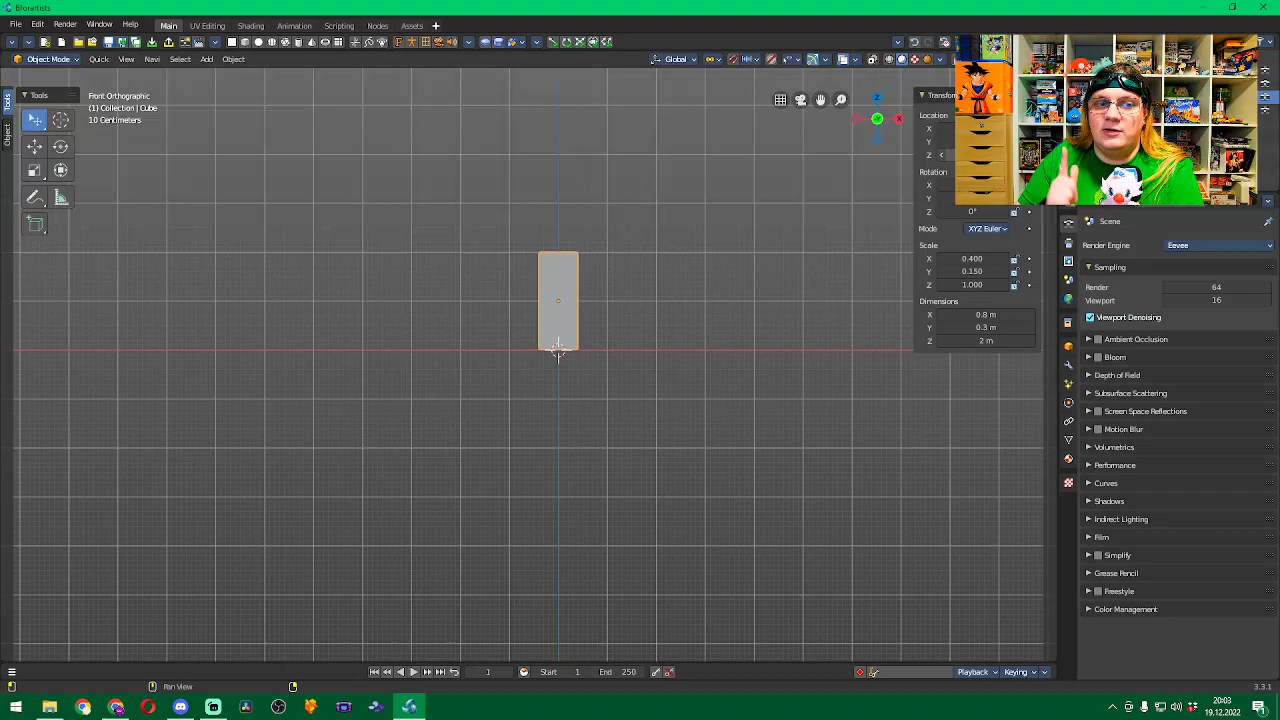 Bforartists
File Edit Render Window Help
Main UV Editing Shading Animation Scripting Nodes Assets
Object Mode Quick View Navi Select Add Object Global
Tools
Tools
Object
Front Orthographic
(1) Collection | Cube
10 Centimeters
Z
X
Y
Transform
Location
X
Y
Z
Rotation
X
Y
Z 0°
Mode XYZ Euler
Scale
X 0.400
Y 0.150
Z 1.000
Dimensions
X 0.8 m
Y 0.3 m
Z 2 m
Scene
Render Engine Eevee
Sampling
Render 64
Viewport 16
Viewport Denoising
Ambient Occlusion
Bloom
Depth of Field
Subsurface Scattering
Screen Space Reflections
Motion Blur
Volumetrics
Performance
Curves
Shadows
Indirect Lighting
Film
Simplify
Grease Pencil
Freestyle
Color Management
1 Start 1 End 250 Playback Keying
Pan View 3.3.1
20:03
19.12.2022